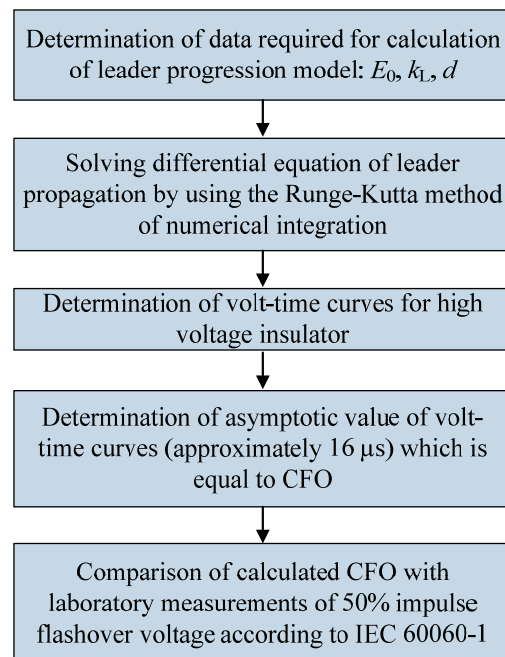 Determination of data required for calculation
of leader progression model: E₀, k_L, d
Solving differential equation of leader
propagation by using the Runge-Kutta method
of numerical integration
Determination of volt-time curves for high
voltage insulator
Determination of asymptotic value of volt-
time curves (approximately 16 μs) which is
equal to CFO
Comparison of calculated CFO with
laboratory measurements of 50% impulse
flashover voltage according to IEC 60060-1